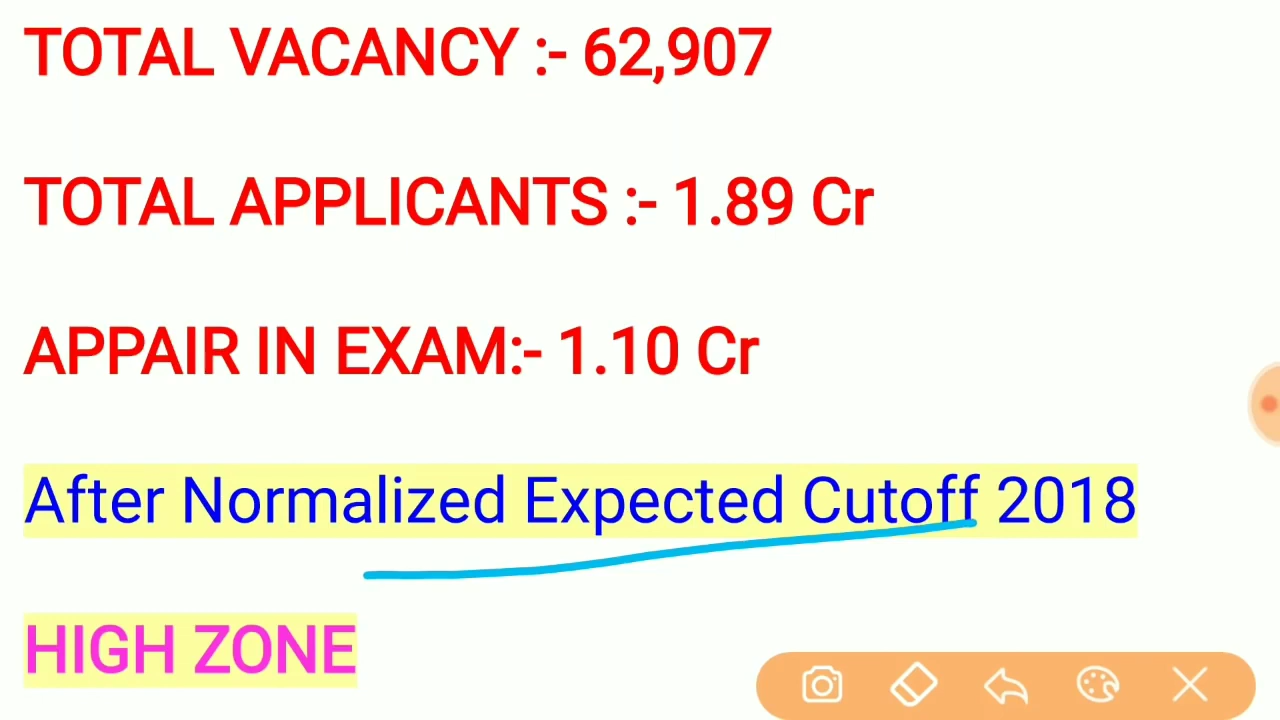 TOTAL VACANCY :- 62,907
TOTAL APPLICANTS :- 1.89 Cr
APPAIR IN EXAM:- 1.10 Cr
After Normalized Expected Cutoff 2018
HIGH ZONE